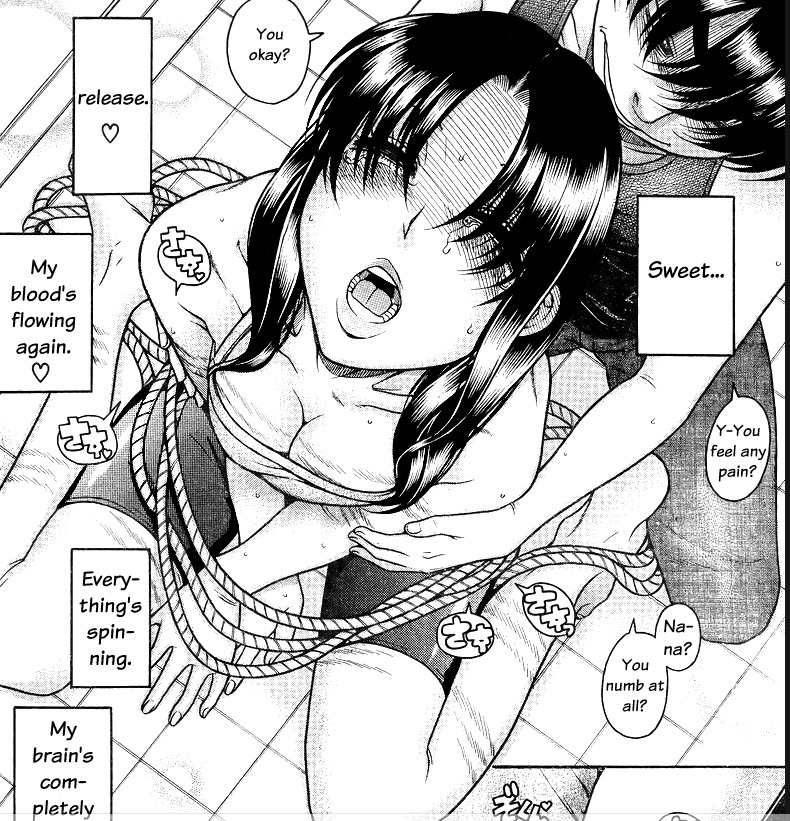 You
okay?
release.
♡
My
blood's
flowing
again.
♡
Sweet...
Y-You
feel any
pain?
Every-
thing's
spin-
ning.
Na-
na?
You
numb at
all?
My
brain's
com-
pletely